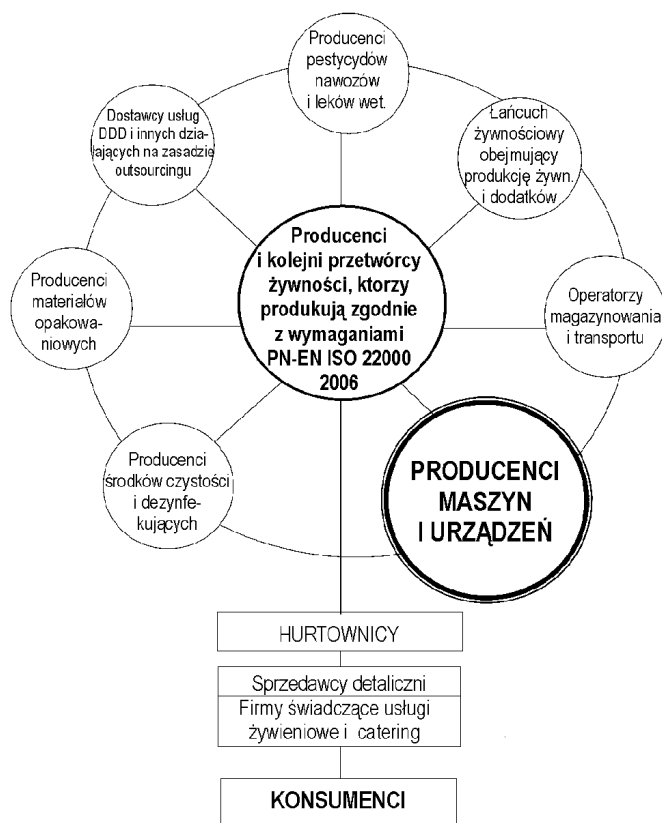 Producenci
pestycydów
nawozów
i leków wet.
Dostawcy usług
DDD i innych dzia-
łających na zasadzie
outsourcingu
Łańcuch
żywnościowy
obejmujący
produkcję żywn.
i dodatków
Producenci
i kolejni przetwórcy
żywności, ktorzy
produkują zgodnie
z wymaganiami
PN-EN ISO 22000
2006
Producenci
materiałów
opakowa-
niowych
Operatorzy
magazynowania
i transportu
Producenci
środków czystości
i dezynfe-
kujących
PRODUCENCI
MASZYN
I URZĄDZEŃ
HURTOWNICY
Sprzedawcy detaliczni
Firmy świadczące usługi
żywieniowe i catering
KONSUMENCI